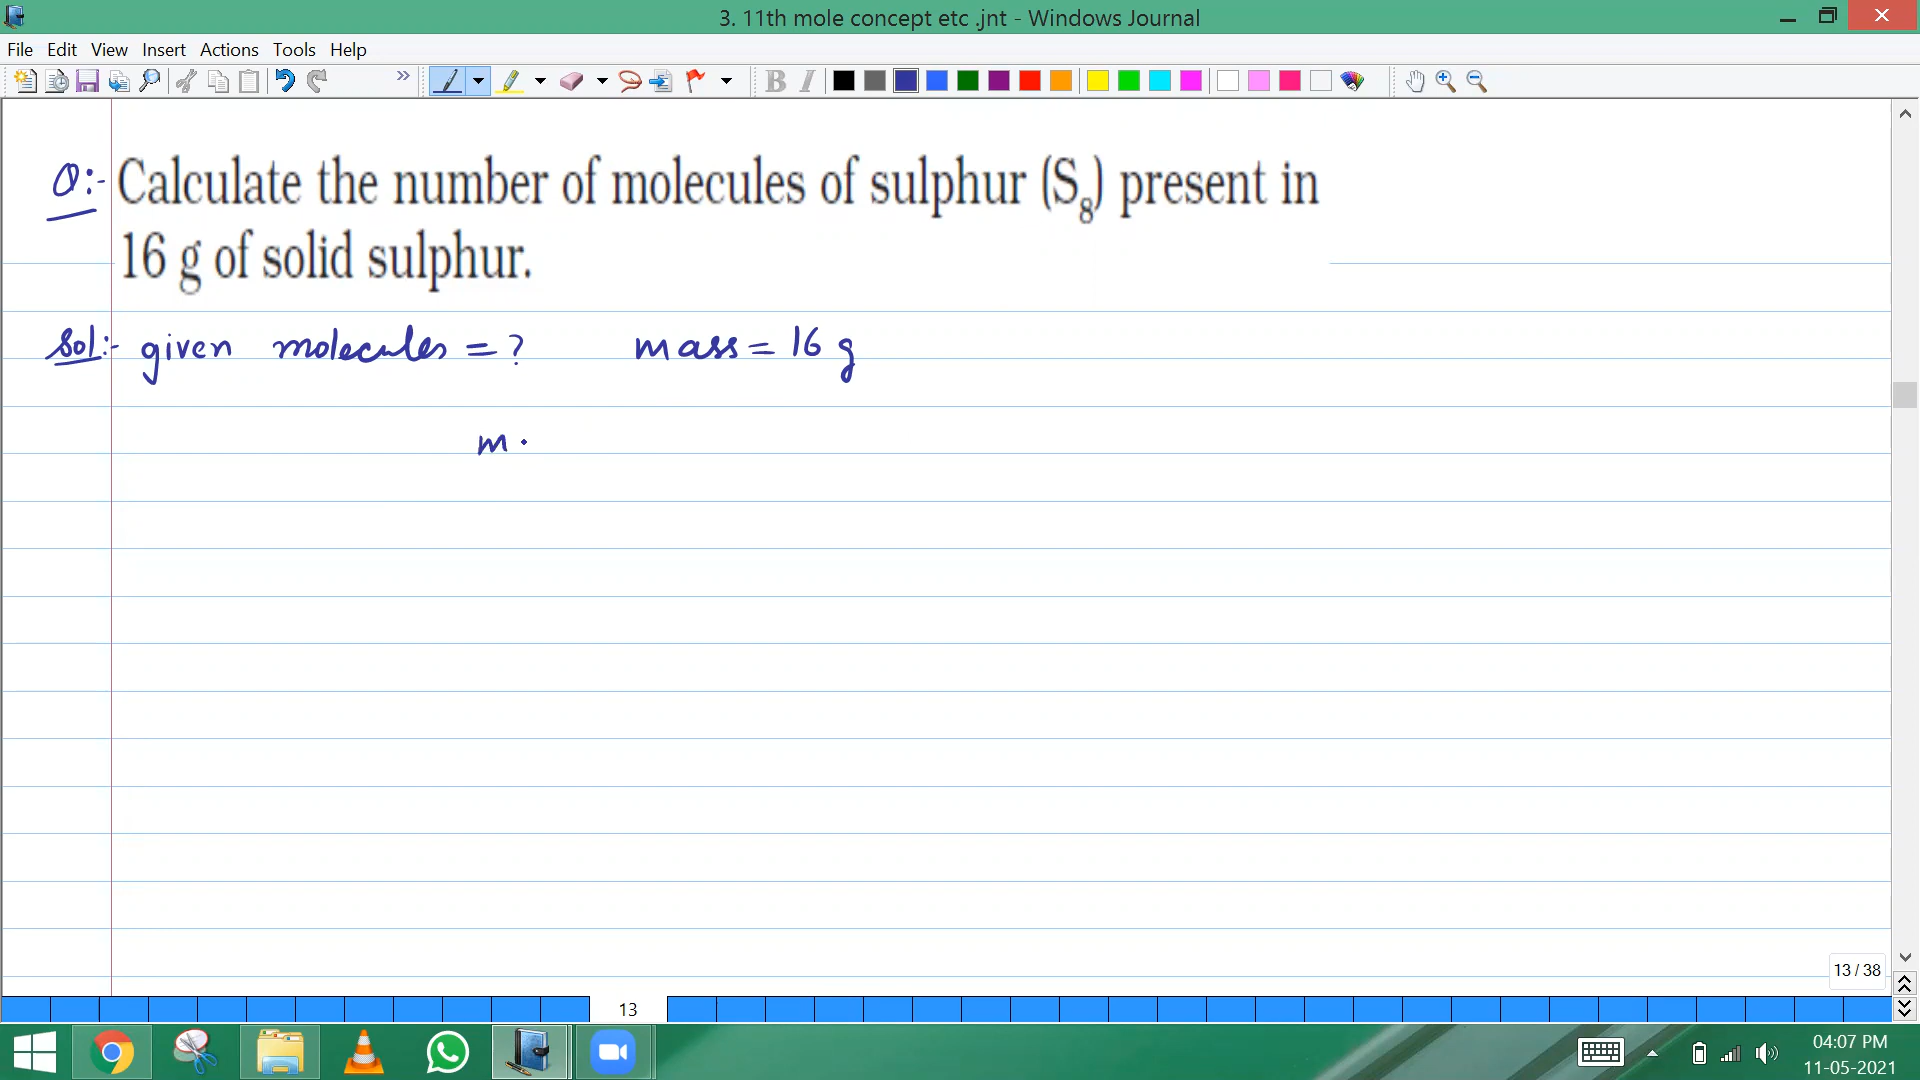 3. 11th mole concept etc .jnt - Windows Journal
File Edit View Insert Actions Tools Help
B I
Q:- Calculate the number of molecules of sulphur (S₈) present in
16 g of solid sulphur.
Sol:- given molecules = ? mass = 16 g
m .
13 / 38
13
04:07 PM
11-05-2021